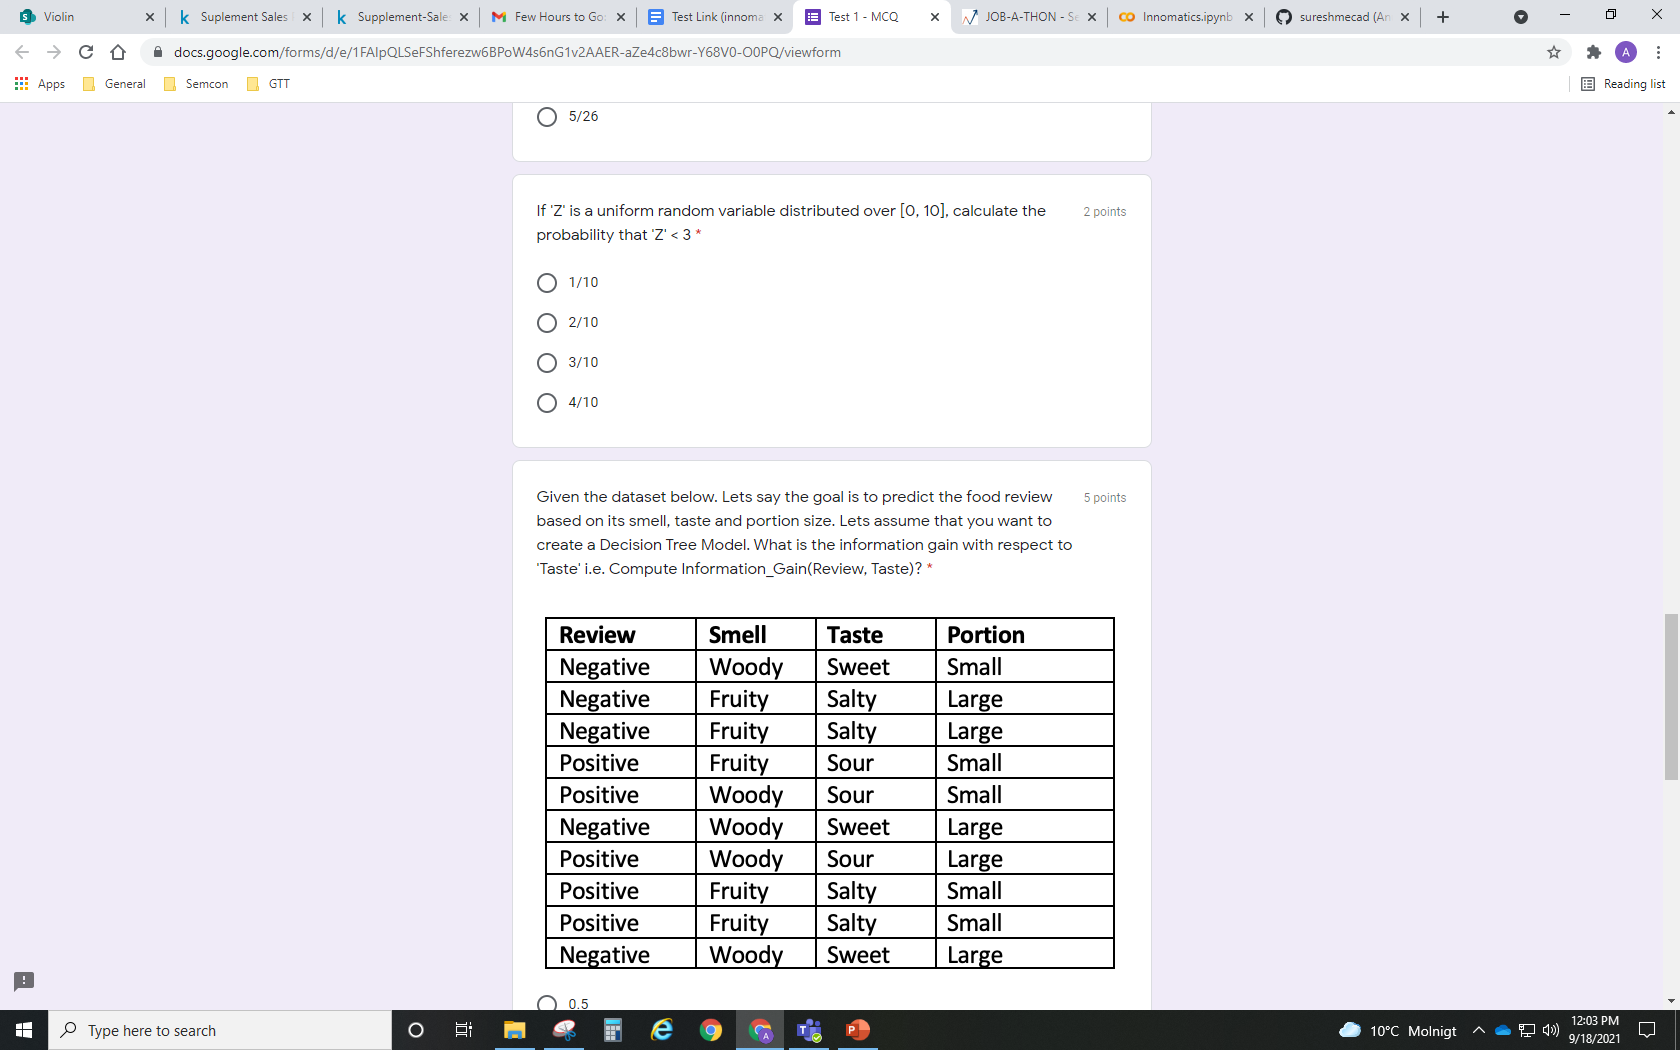 Violin
Suplement Sales
Supplement-Sale
Few Hours to Go
Test Link (innoma
Test 1 - MCQ
JOB-A-THON - Se
Innomatics.ipynb
sureshmecad (An
docs.google.com/forms/d/e/1FAIpQLSeFShferezw6BPoW4s6nG1v2AAER-aZe4c8bwr-Y68V0-O0PQ/viewform
A
Apps
General
Semcon
GTT
Reading list
5/26
If 'Z' is a uniform random variable distributed over [0, 10], calculate the
probability that 'Z' < 3 *
2 points
1/10
2/10
3/10
4/10
Given the dataset below. Lets say the goal is to predict the food review
based on its smell, taste and portion size. Lets assume that you want to
create a Decision Tree Model. What is the information gain with respect to
'Taste' i.e. Compute Information_Gain(Review, Taste)? *
5 points
Review Smell Taste Portion
Negative Woody Sweet Small
Negative Fruity Salty Large
Negative Fruity Salty Large
Positive Fruity Sour Small
Positive Woody Sour Small
Negative Woody Sweet Large
Positive Woody Sour Large
Positive Fruity Salty Small
Positive Fruity Salty Small
Negative Woody Sweet Large
0.5
Type here to search
10°C Molnigt
12:03 PM
9/18/2021